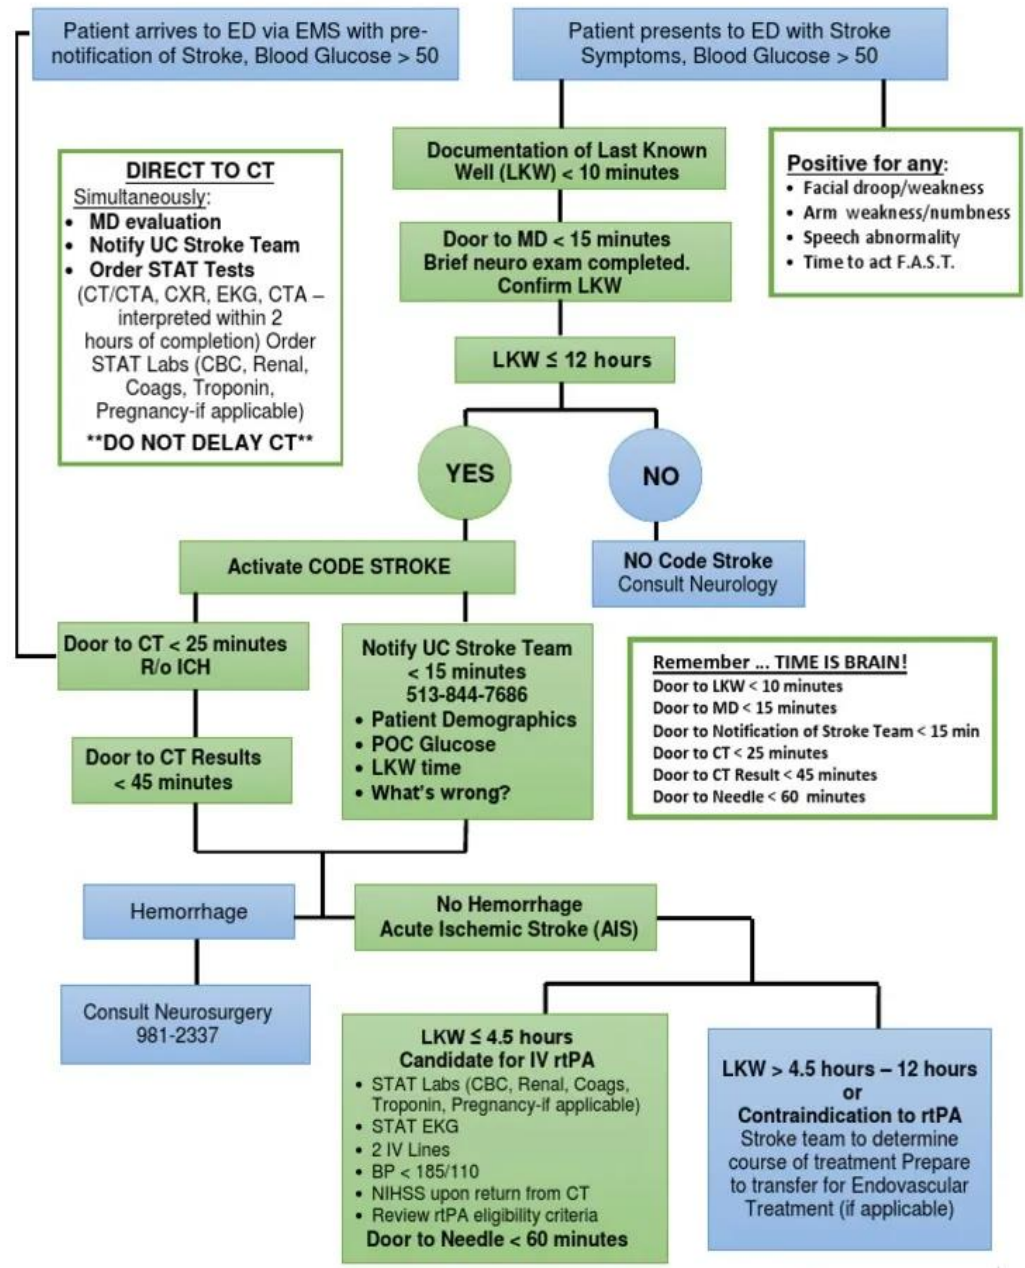 Patient arrives to ED via EMS with pre-
notification of Stroke, Blood Glucose > 50
Patient presents to ED with Stroke
Symptoms, Blood Glucose > 50
Documentation of Last Known
Well (LKW) < 10 minutes
Positive for any:
• Facial droop/weakness
• Arm weakness/numbness
• Speech abnormality
• Time to act F.A.S.T.
DIRECT TO CT
Simultaneously:
• MD evaluation
• Notify UC Stroke Team
• Order STAT Tests
(CT/CTA, CXR, EKG, CTA –
interpreted within 2
hours of completion) Order
STAT Labs (CBC, Renal,
Coags, Troponin,
Pregnancy-if applicable)
**DO NOT DELAY CT**
Door to MD < 15 minutes
Brief neuro exam completed.
Confirm LKW
LKW ≤ 12 hours
YES
NO
Activate CODE STROKE
NO Code Stroke
Consult Neurology
Door to CT < 25 minutes
R/o ICH
Notify UC Stroke Team
< 15 minutes
513-844-7686
• Patient Demographics
• POC Glucose
• LKW time
• What's wrong?
Remember ... TIME IS BRAIN!
Door to LKW < 10 minutes
Door to MD < 15 minutes
Door to Notification of Stroke Team < 15 min
Door to CT < 25 minutes
Door to CT Result < 45 minutes
Door to Needle < 60 minutes
Door to CT Results
< 45 minutes
Hemorrhage
No Hemorrhage
Acute Ischemic Stroke (AIS)
Consult Neurosurgery
981-2337
LKW ≤ 4.5 hours
Candidate for IV rtPA
• STAT Labs (CBC, Renal, Coags,
Troponin, Pregnancy-if applicable)
• STAT EKG
• 2 IV Lines
• BP < 185/110
• NIHSS upon return from CT
• Review rtPA eligibility criteria
Door to Needle < 60 minutes
LKW > 4.5 hours – 12 hours
or
Contraindication to rtPA
Stroke team to determine
course of treatment Prepare
to transfer for Endovascular
Treatment (if applicable)